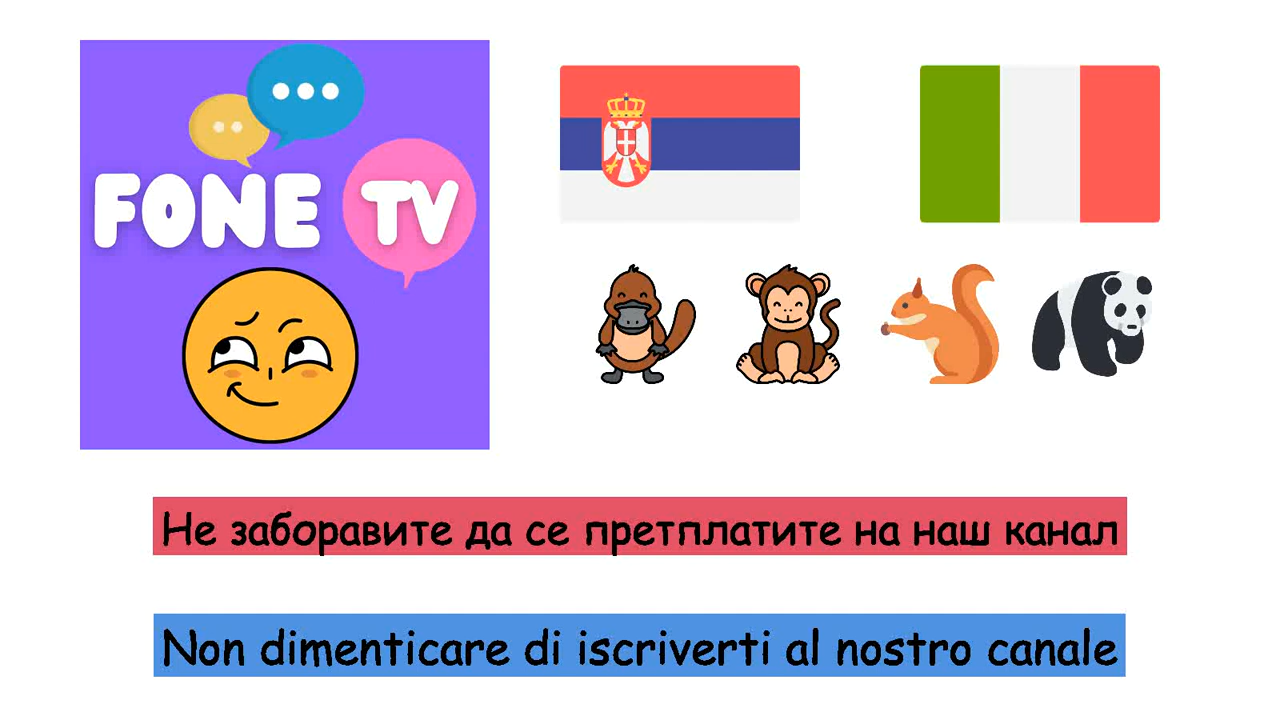 FONE TV
Не заборавите да се претплатите на наш канал
Non dimenticare di iscriverti al nostro canale